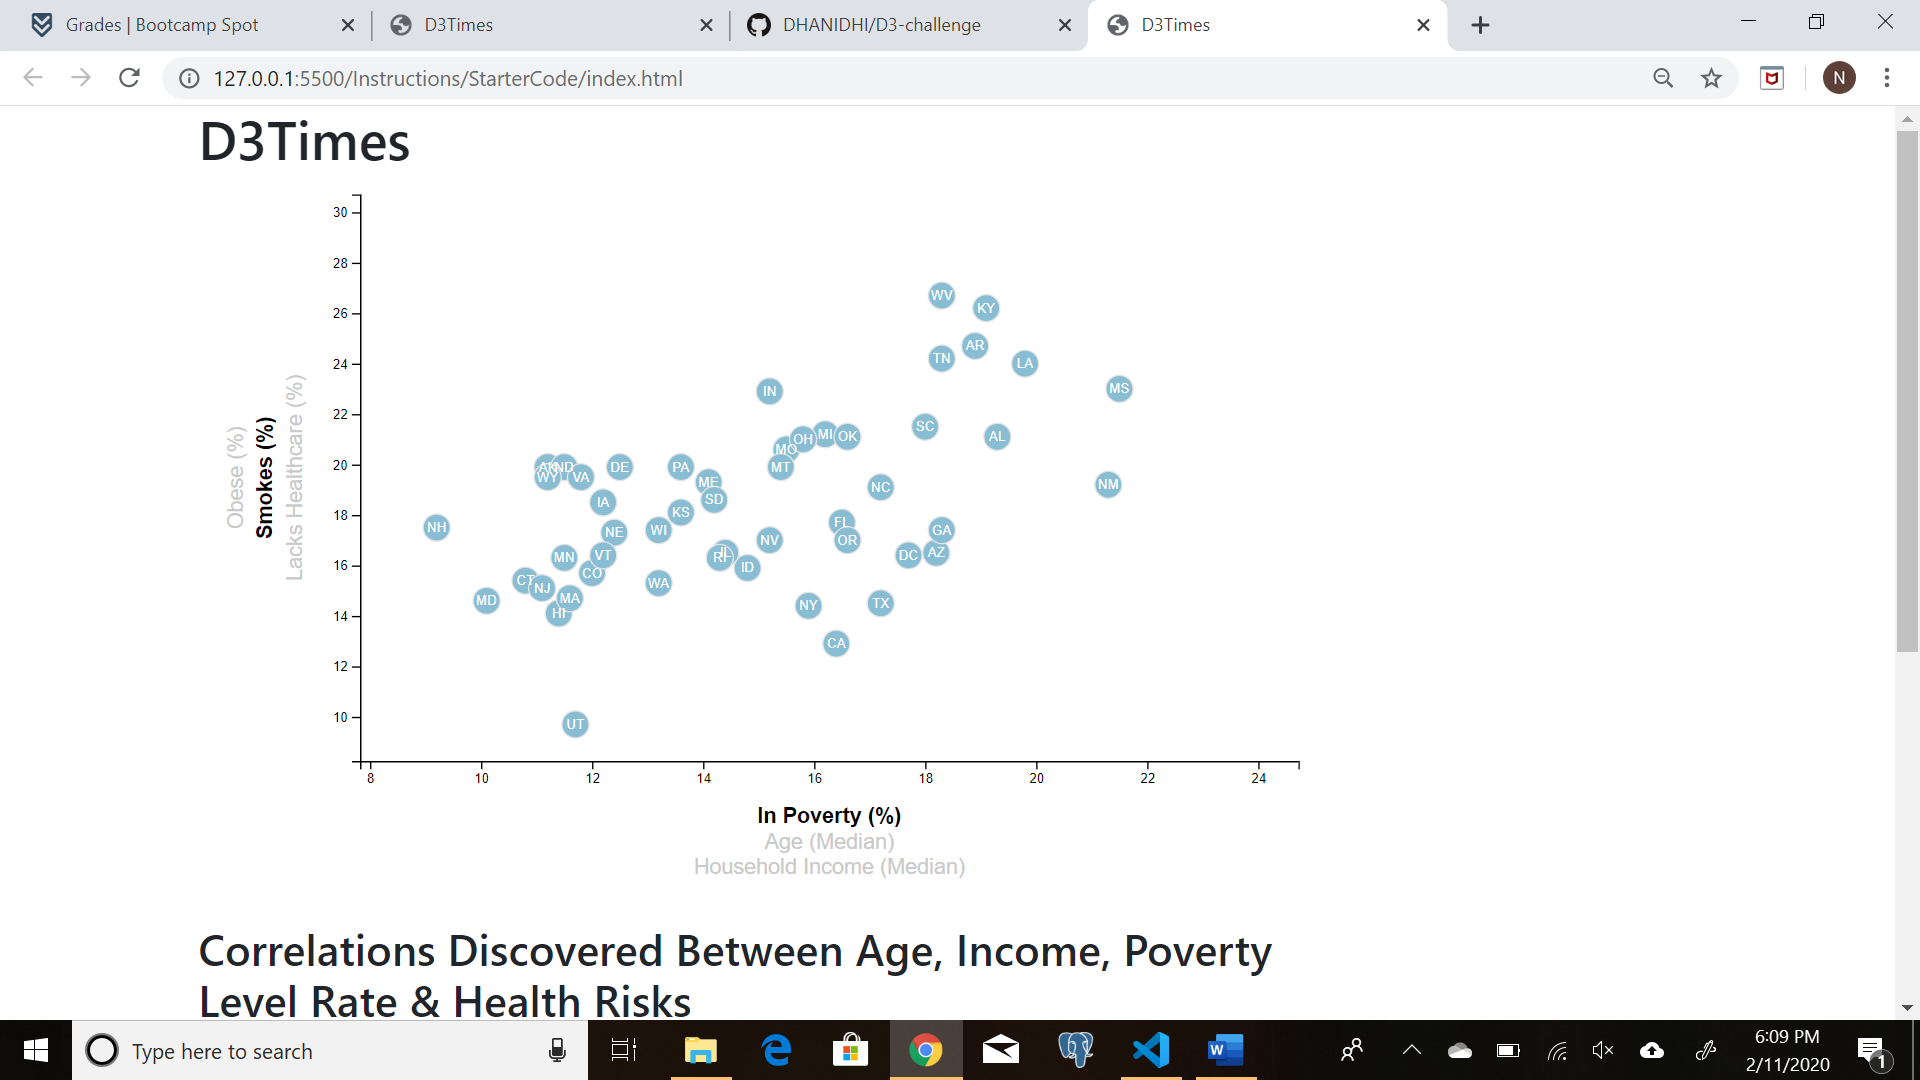 Grades | Bootcamp Spot
D3Times
DHANIDHI/D3-challenge
D3Times
127.0.0.1:5500/Instructions/StarterCode/index.html
N
D3Times
30
28
26
24
22
20
18
16
14
12
10
Obese (%)
Smokes (%)
Lacks Healthcare (%)
WV
KY
AR
TN
LA
MS
IN
SC
MI
OH
OK
AL
MO
MT
AK
ND
WY
VA
DE
PA
ME
SD
NC
NM
IA
KS
NH
NE
WI
FL
OR
GA
NV
MN
VT
IL
RI
DC
AZ
CO
ID
CT
NJ
WA
MD
MA
HI
NY
TX
CA
UT
8 10 12 14 16 18 20 22 24
In Poverty (%)
Age (Median)
Household Income (Median)
Correlations Discovered Between Age, Income, Poverty
Level Rate & Health Risks
Type here to search
6:09 PM
2/11/2020
1